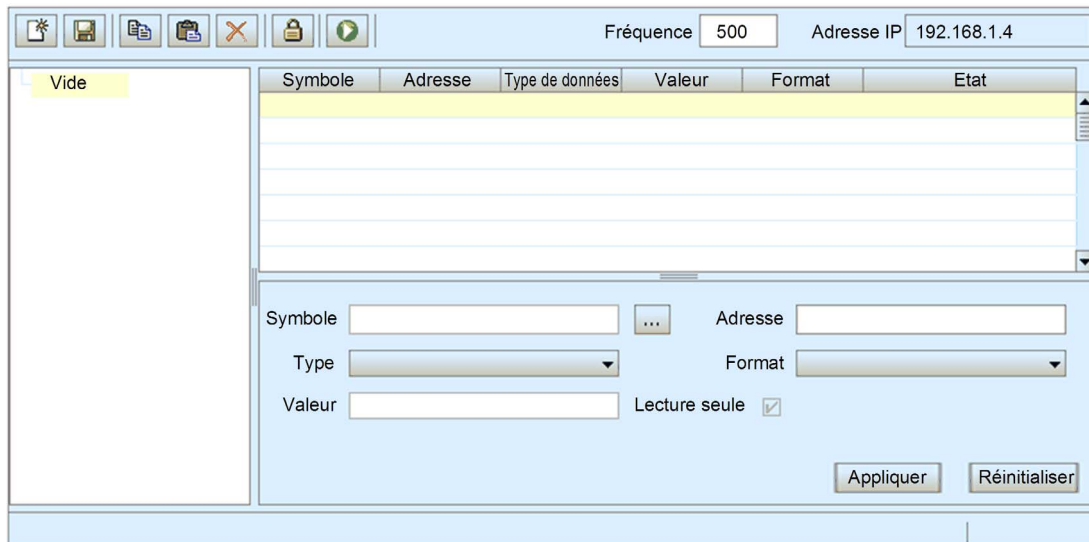 Fréquence 500 Adresse IP 192.168.1.4
Vide
Symbole Adresse Type de données Valeur Format Etat
Symbole ... Adresse
Type Format
Valeur Lecture seule
Appliquer Réinitialiser